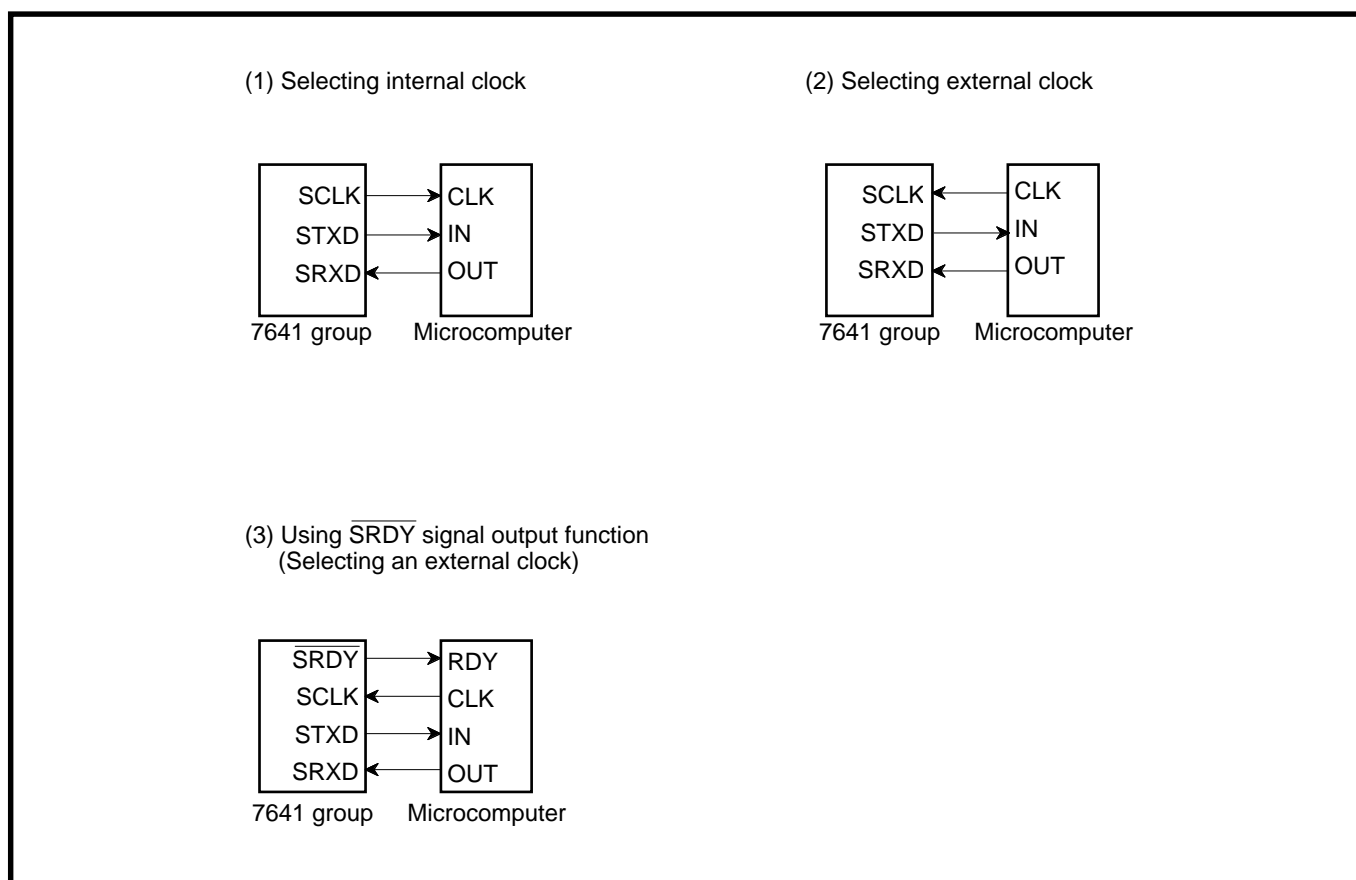 (1) Selecting internal clock
SCLK CLK
STXD IN
SRXD OUT
7641 group Microcomputer
(2) Selecting external clock
SCLK CLK
STXD IN
SRXD OUT
7641 group Microcomputer
(3) Using S̅R̅D̅Y̅ signal output function
(Selecting an external clock)
S̅R̅D̅Y̅ RDY
SCLK CLK
STXD IN
SRXD OUT
7641 group Microcomputer